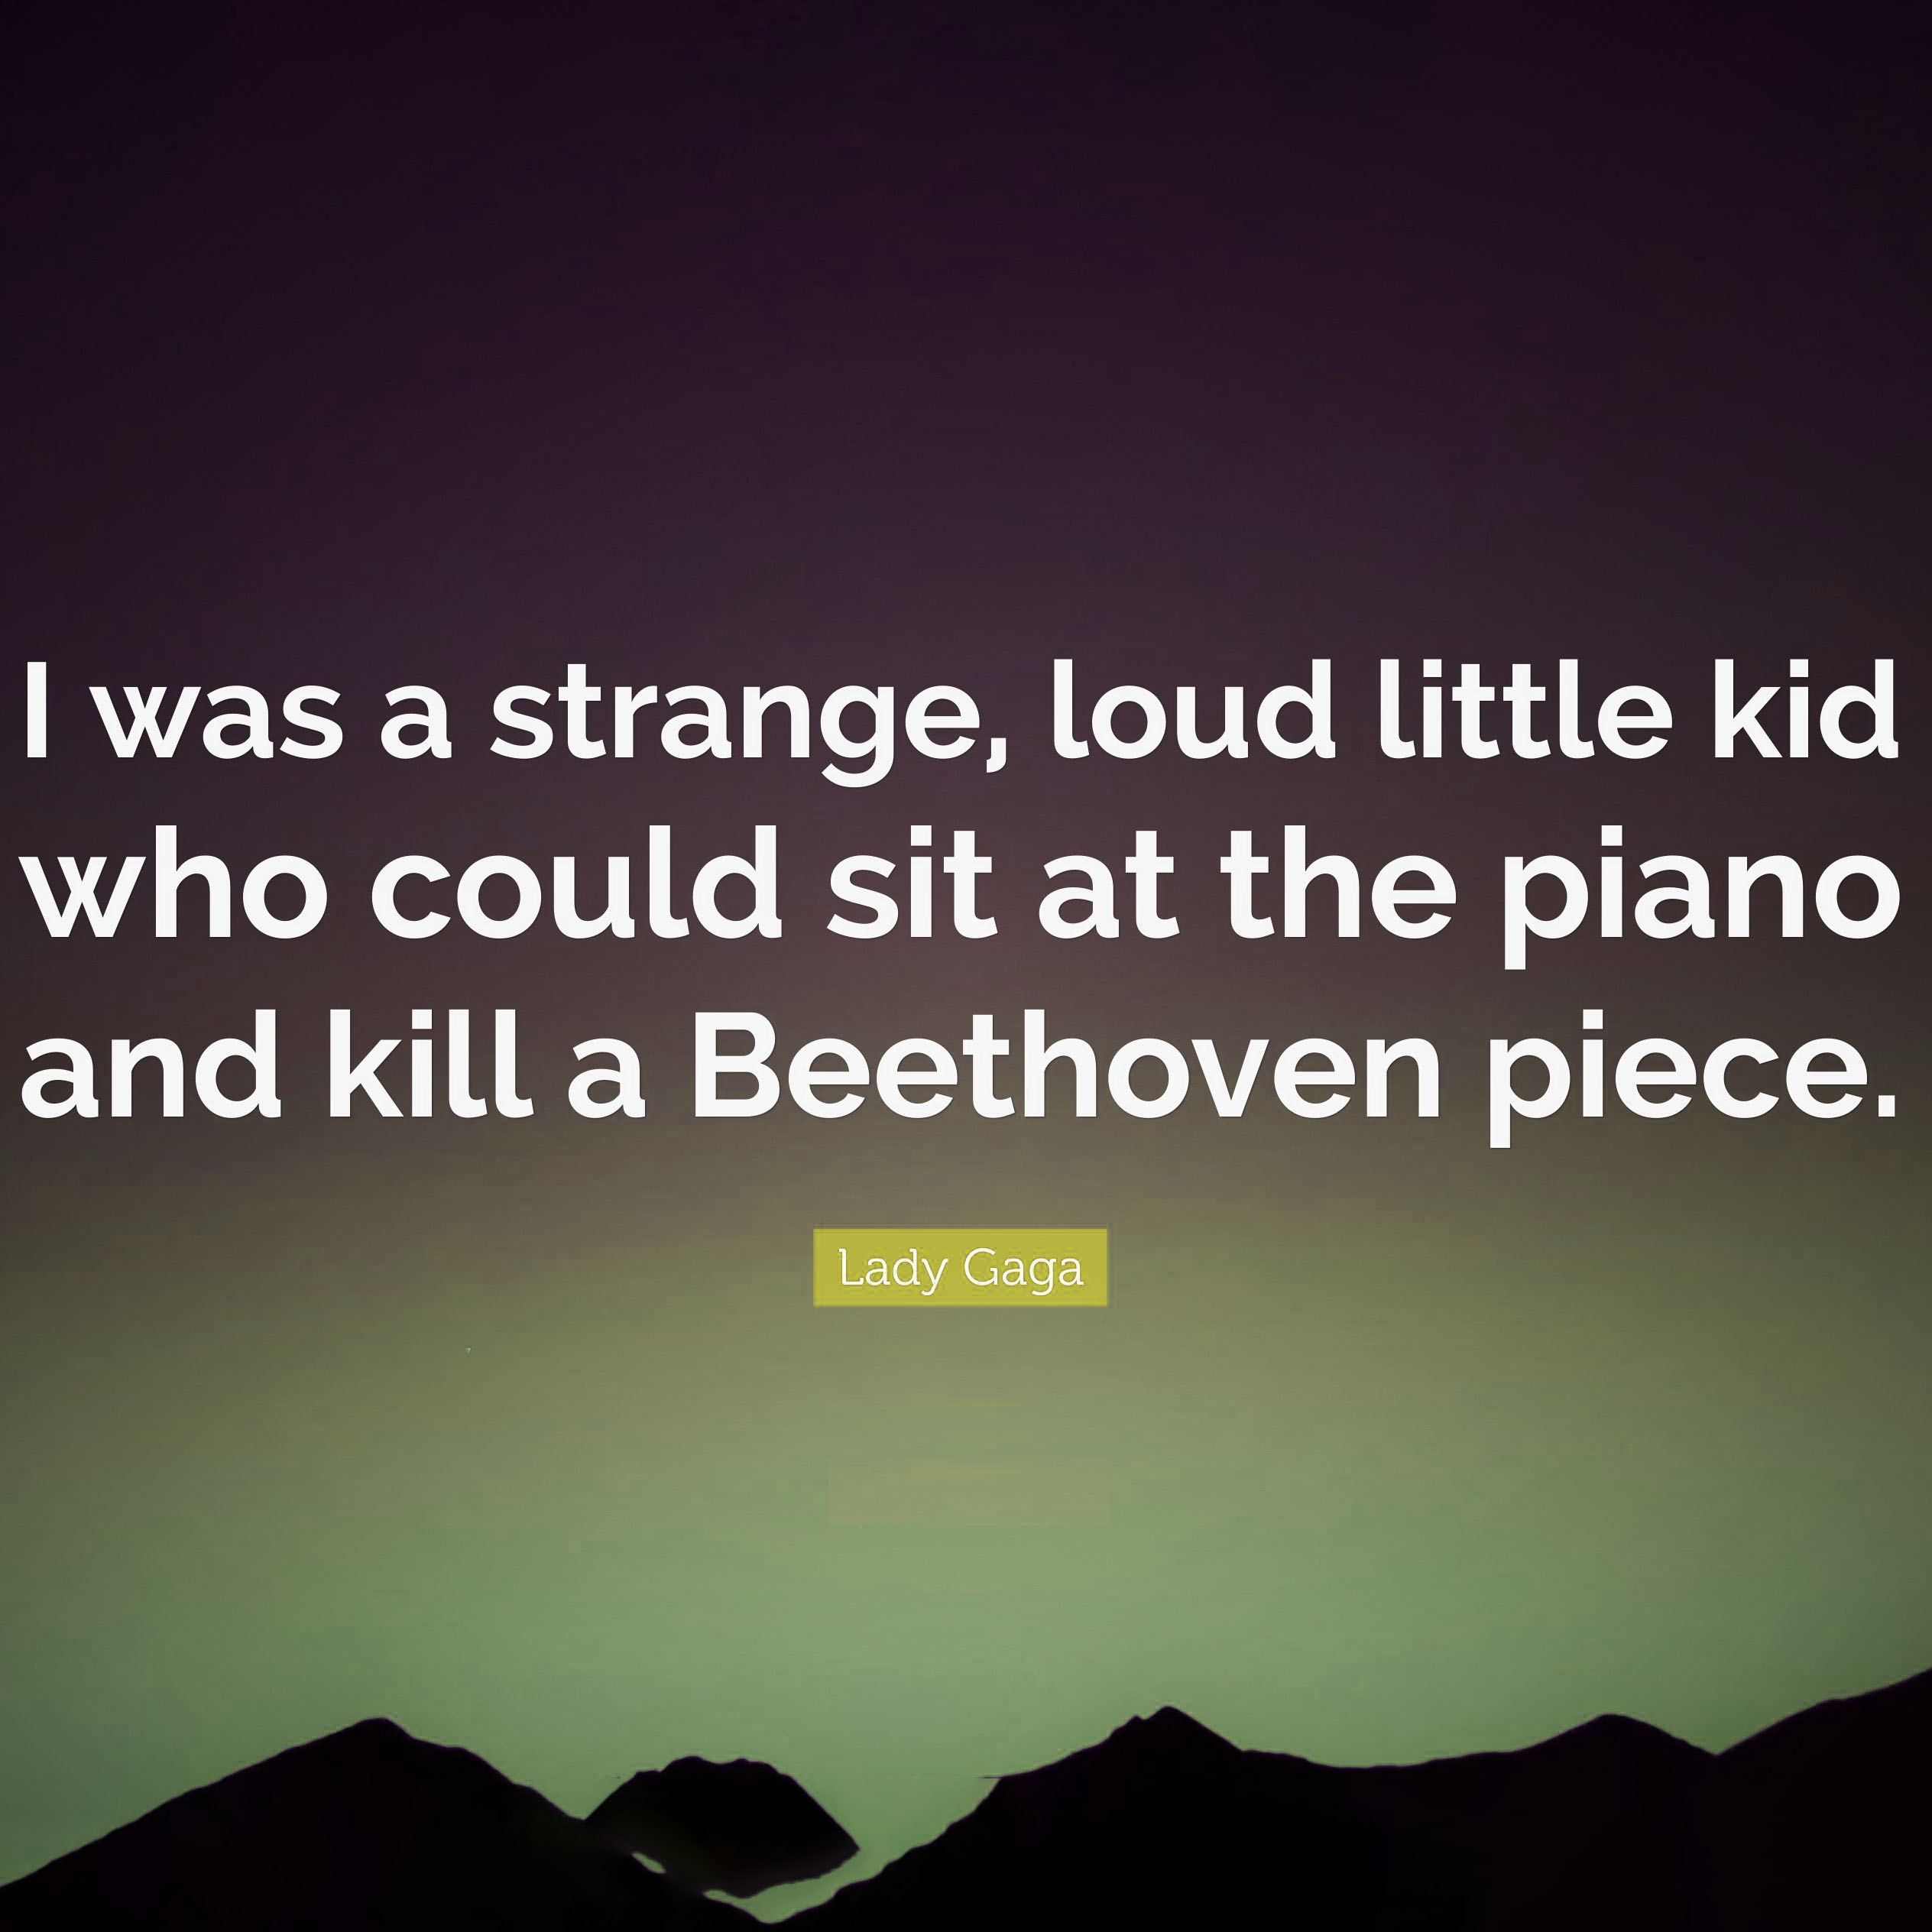 I was a strange, loud little kid
who could sit at the piano
and kill a Beethoven piece.
Lady Gaga